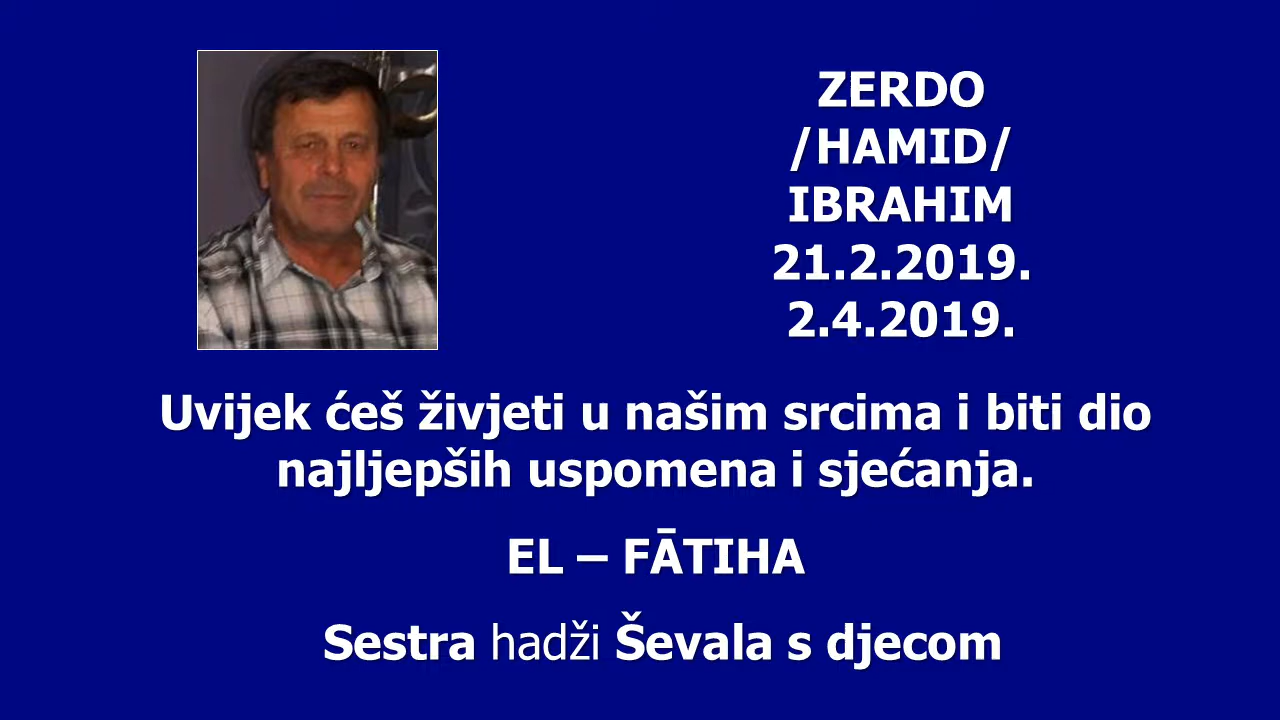 ZERDO
/HAMID/
IBRAHIM
21.2.2019.
2.4.2019.
Uvijek ćeš živjeti u našim srcima i biti dio
najljepših uspomena i sjećanja.
EL – FĀTIHA
Sestra hadži Ševala s djecom